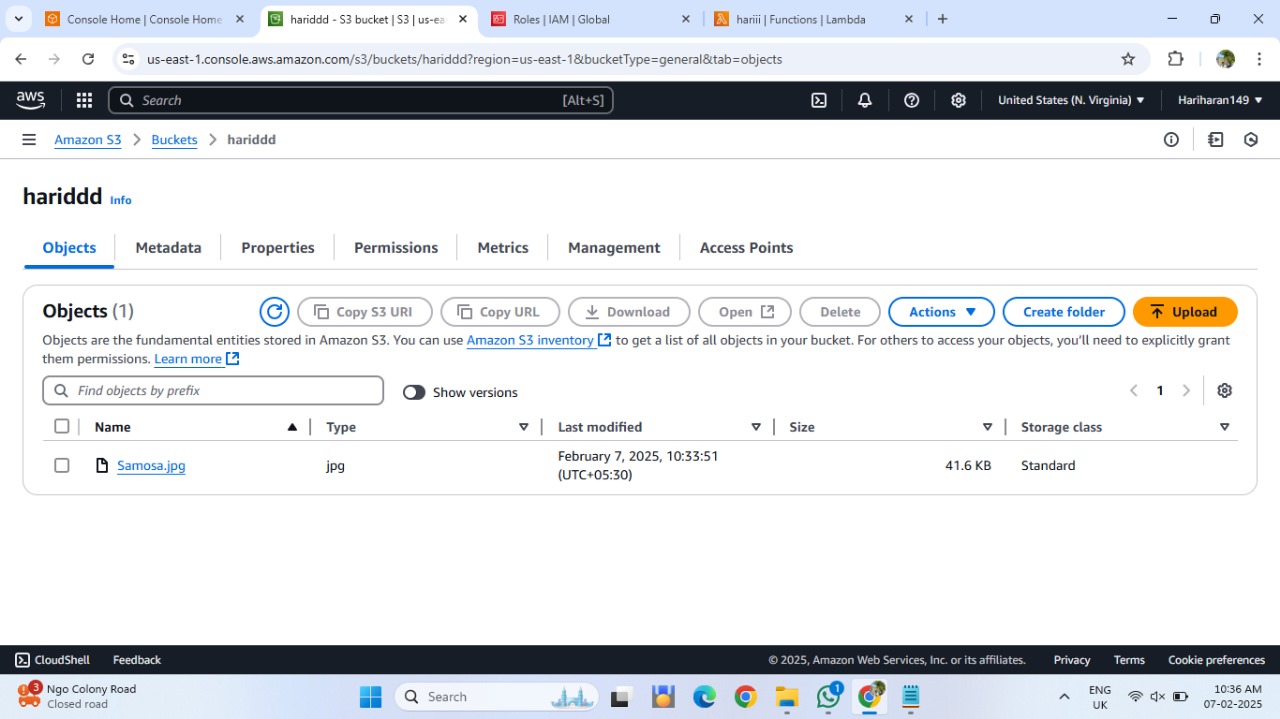 Console Home | Console Home
hariddd - S3 bucket | S3 | us-ea
Roles | IAM | Global
hariii | Functions | Lambda
us-east-1.console.aws.amazon.com/s3/buckets/hariddd?region=us-east-1&bucketType=general&tab=objects
aws
Search [Alt+S]
United States (N. Virginia)
Hariharan149
Amazon S3 > Buckets > hariddd
hariddd Info
Objects Metadata Properties Permissions Metrics Management Access Points
Objects (1)
Copy S3 URI Copy URL Download Open Delete Actions Create folder Upload
Objects are the fundamental entities stored in Amazon S3. You can use Amazon S3 inventory to get a list of all objects in your bucket. For others to access your objects, you'll need to explicitly grant
them permissions. Learn more
Find objects by prefix
Show versions
1
Name Type Last modified Size Storage class
Samosa.jpg jpg February 7, 2025, 10:33:51 (UTC+05:30) 41.6 KB Standard
CloudShell Feedback © 2025, Amazon Web Services, Inc. or its affiliates. Privacy Terms Cookie preferences
3
Ngo Colony Road
Closed road
Search
1
ENG
UK
10:36 AM
07-02-2025